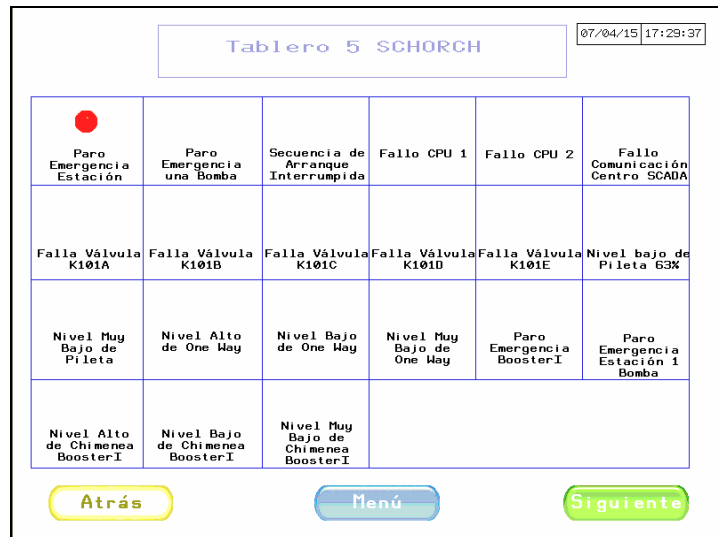 Tablero 5 SCHORCH
07/04/15 17:29:37
Paro
Emergencia
Estación
Paro
Emergencia
una Bomba
Secuencia de
Arranque
Interrumpida
Fallo CPU 1
Fallo CPU 2
Fallo
Comunicación
Centro SCADA
Falla Válvula
K101A
Falla Válvula
K101B
Falla Válvula
K101C
Falla Válvula
K101D
Falla Válvula
K101E
Nivel bajo de
Pileta 63%
Nivel Muy
Bajo de
Pileta
Nivel Alto
de One Way
Nivel Bajo
de One Way
Nivel Muy
Bajo de
One Way
Paro
Emergencia
BoosterI
Paro
Emergencia
Estación 1
Bomba
Nivel Alto
de Chimenea
BoosterI
Nivel Bajo
de Chimenea
BoosterI
Nivel Muy
Bajo de
Chimenea
BoosterI
Atrás
Menú
Siguiente